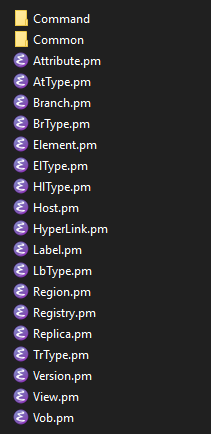 Command
Common
Attribute.pm
AtType.pm
Branch.pm
BrType.pm
Element.pm
ElType.pm
HlType.pm
Host.pm
HyperLink.pm
Label.pm
LbType.pm
Region.pm
Registry.pm
Replica.pm
TrType.pm
Version.pm
View.pm
Vob.pm